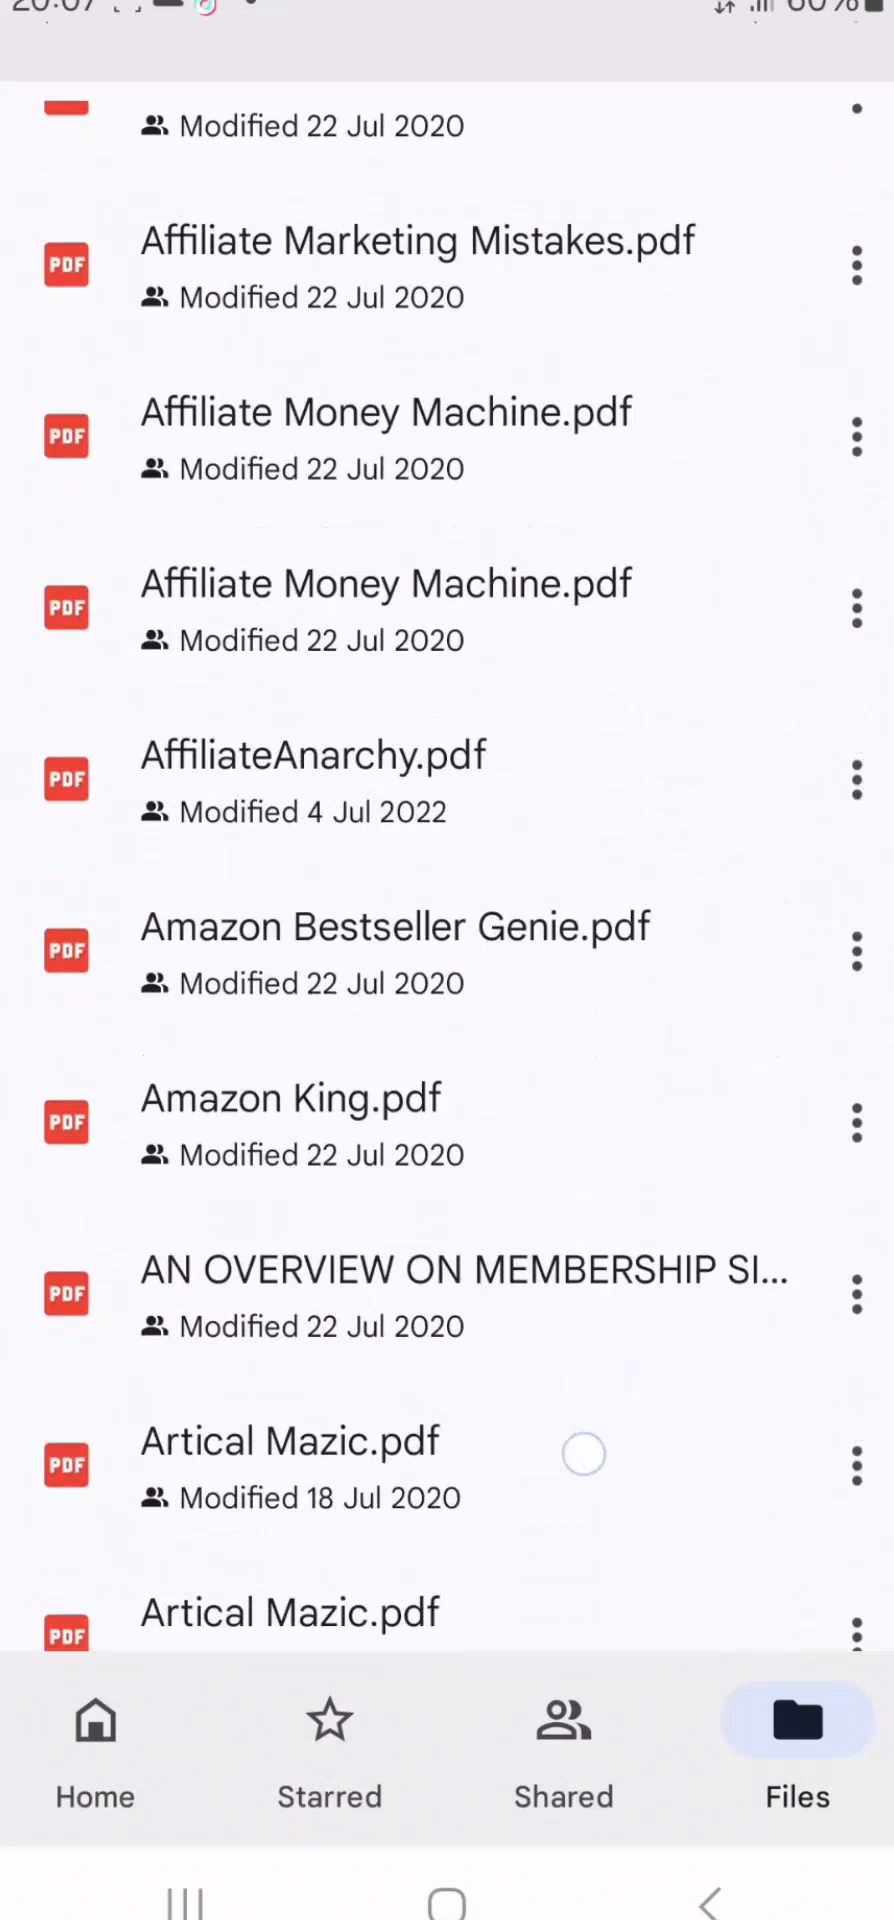 20:07
60%
Modified 22 Jul 2020
Affiliate Marketing Mistakes.pdf
PDF
Modified 22 Jul 2020
Affiliate Money Machine.pdf
PDF
Modified 22 Jul 2020
Affiliate Money Machine.pdf
PDF
Modified 22 Jul 2020
AffiliateAnarchy.pdf
PDF
Modified 4 Jul 2022
Amazon Bestseller Genie.pdf
PDF
Modified 22 Jul 2020
Amazon King.pdf
PDF
Modified 22 Jul 2020
AN OVERVIEW ON MEMBERSHIP SI...
PDF
Modified 22 Jul 2020
Artical Mazic.pdf
PDF
Modified 18 Jul 2020
Artical Mazic.pdf
PDF
Home Starred Shared Files